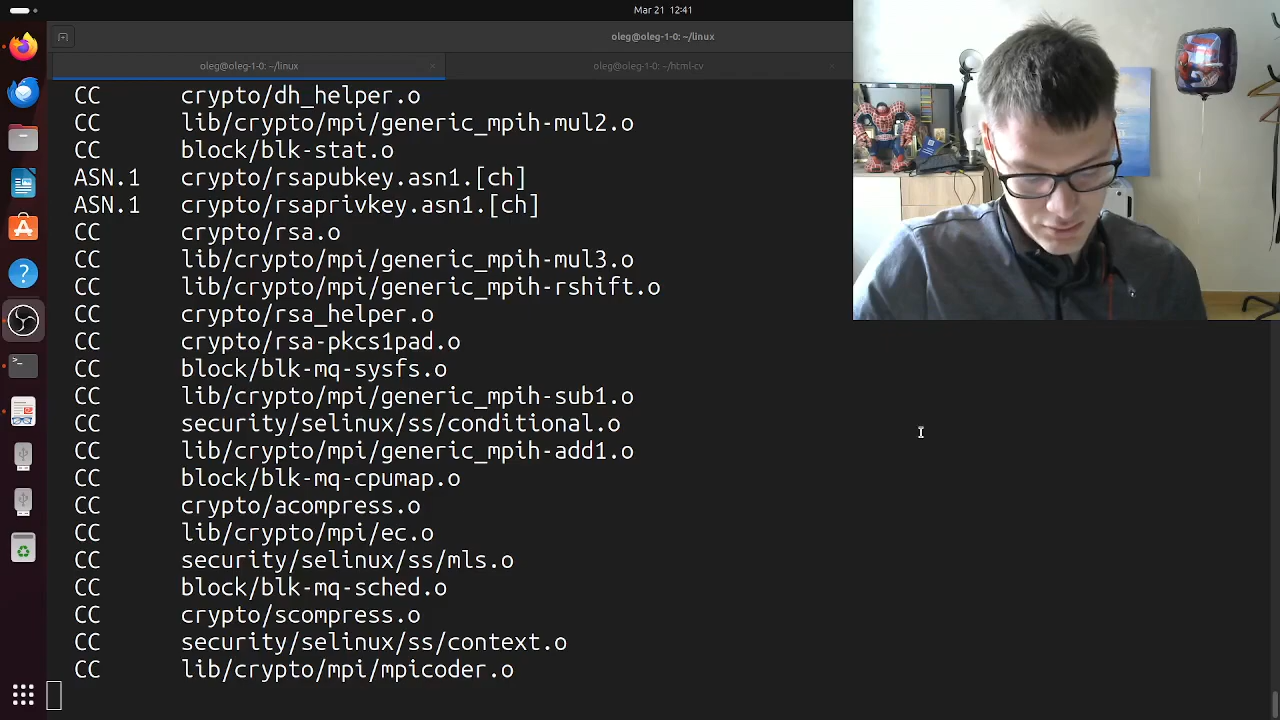 Mar 21 12:41
oleg@oleg-1-0: ~/linux
oleg@oleg-1-0: ~/linux × oleg@oleg-1-0: ~/html-cv ×
CC crypto/dh_helper.o
CC lib/crypto/mpi/generic_mpih-mul2.o
CC block/blk-stat.o
ASN.1 crypto/rsapubkey.asn1.[ch]
ASN.1 crypto/rsaprivkey.asn1.[ch]
CC crypto/rsa.o
CC lib/crypto/mpi/generic_mpih-mul3.o
CC lib/crypto/mpi/generic_mpih-rshift.o
CC crypto/rsa_helper.o
CC crypto/rsa-pkcs1pad.o
CC block/blk-mq-sysfs.o
CC lib/crypto/mpi/generic_mpih-sub1.o
CC security/selinux/ss/conditional.o
CC lib/crypto/mpi/generic_mpih-add1.o
CC block/blk-mq-cpumap.o
CC crypto/acompress.o
CC lib/crypto/mpi/ec.o
CC security/selinux/ss/mls.o
CC block/blk-mq-sched.o
CC crypto/scompress.o
CC security/selinux/ss/context.o
CC lib/crypto/mpi/mpicoder.o